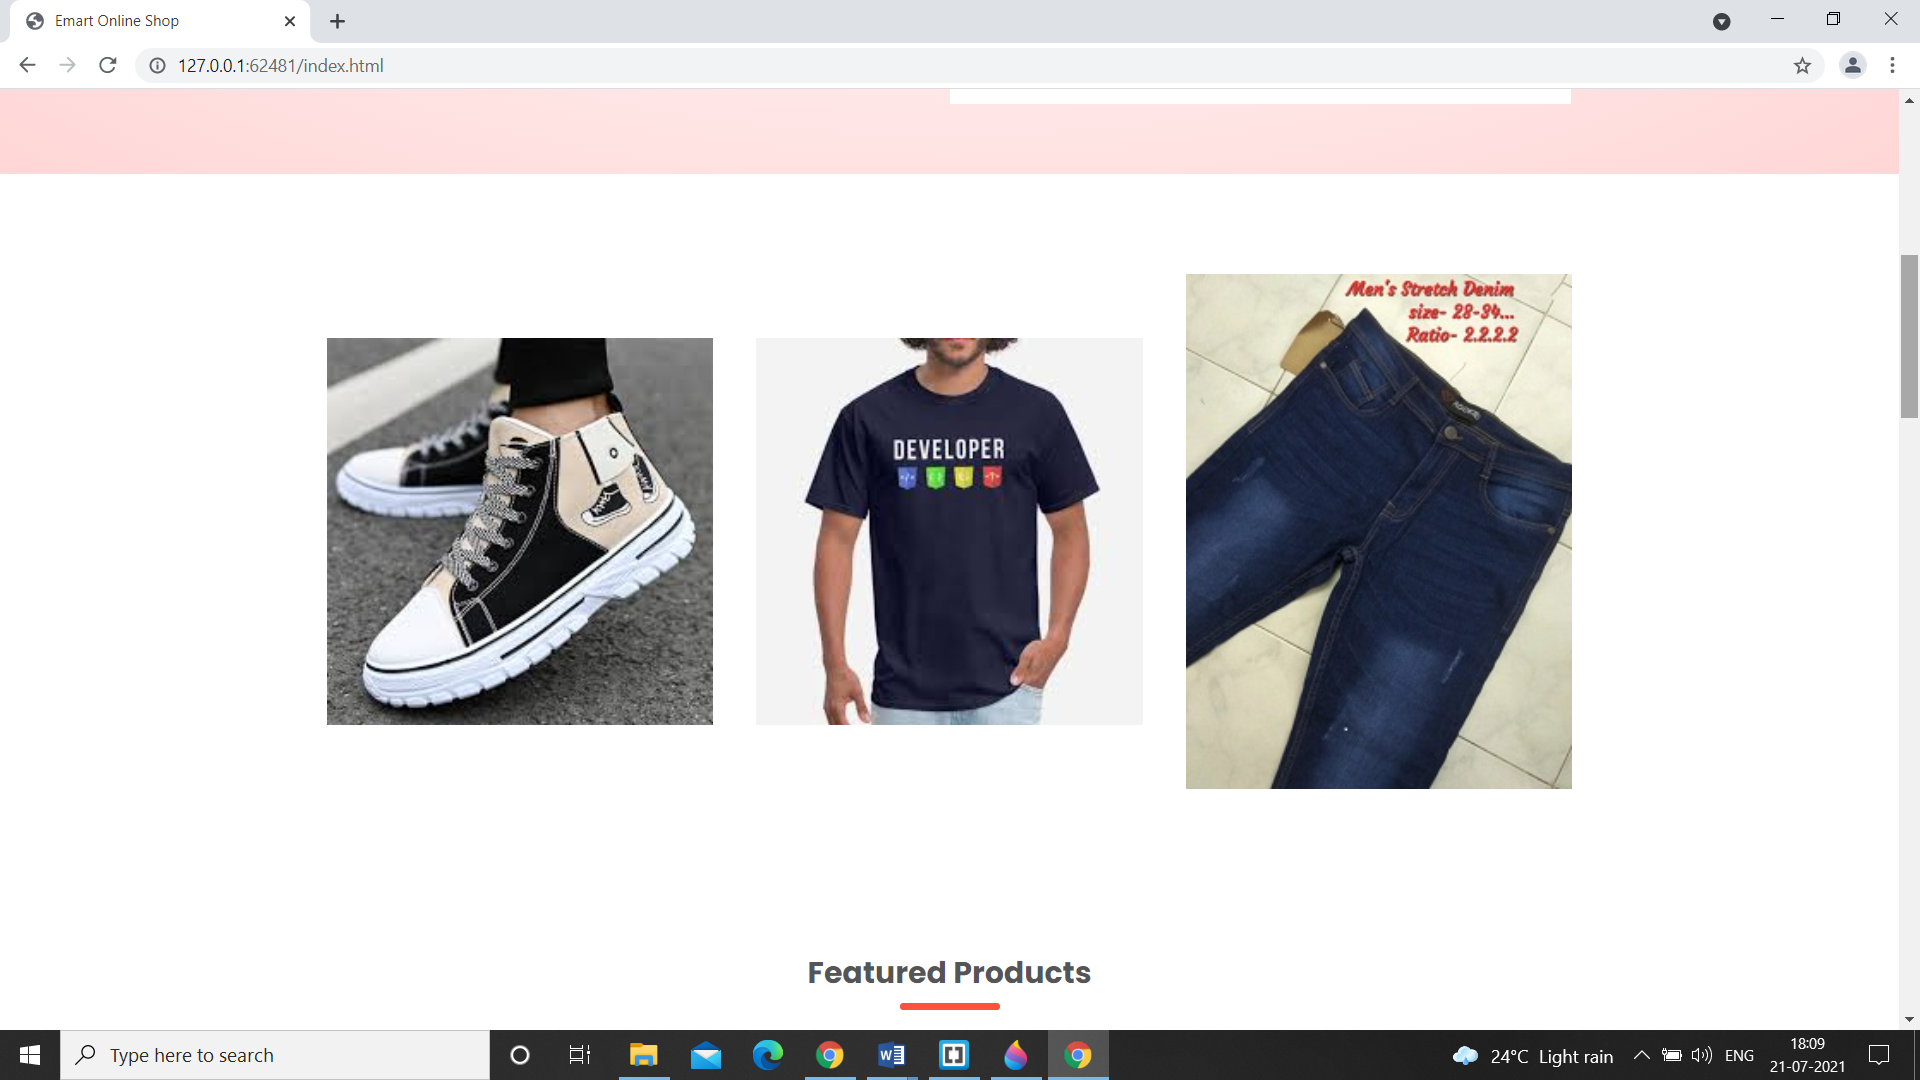 Emart Online Shop
127.0.0.1:62481/index.html
Men's Stretch Denim
size- 28-34...
Ratio- 2.2.2.2
DEVELOPER
Featured Products
Type here to search
24°C Light rain
ENG
18:09
21-07-2021